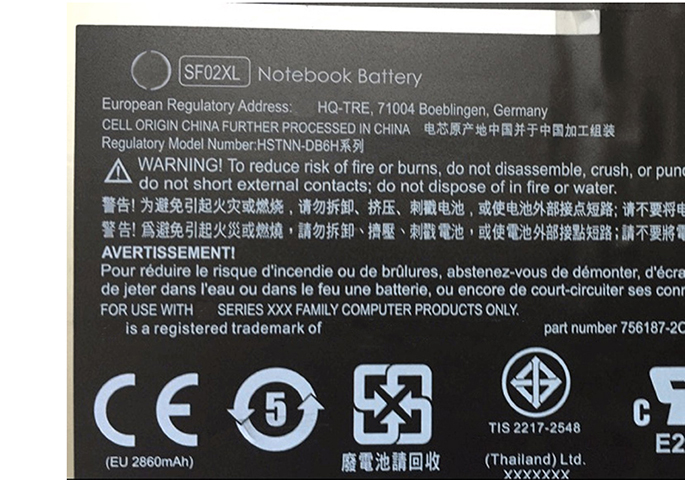 SF02XL Notebook Battery
European Regulatory Address: HQ-TRE, 71004 Boeblingen, Germany
CELL ORIGIN CHINA FURTHER PROCESSED IN CHINA 电芯原产地中国并于中国加工组装
Regulatory Model Number:HSTNN-DB6H系列
WARNING! To reduce risk of fire or burns, do not disassemble, crush, or punc
do not short external contacts; do not dispose of in fire or water.
警告! 为避免引起火灾或燃烧，请勿拆卸、挤压、刺戳电池，或使电池外部接点短路; 请不要将电
警告! 爲避免引起火災或燃燒，請勿拆卸、擠壓、刺戳電池，或使電池外部接點短路; 請不要將電
AVERTISSEMENT!
Pour réduire le risque d'incendie ou de brûlures, abstenez-vous de démonter, d'écra
de jeter dans l'eau ou dans le feu une batterie, ou encore de court-circuiter ses conn
FOR USE WITH SERIES XXX FAMILY COMPUTER PRODUCTS ONLY.
is a registered trademark of part number 756187-2C
CE 5 TIS 2217-2548 C
E2
(EU 2860mAh) 廢電池請回收 (Thailand) Ltd.
XXXXXXX